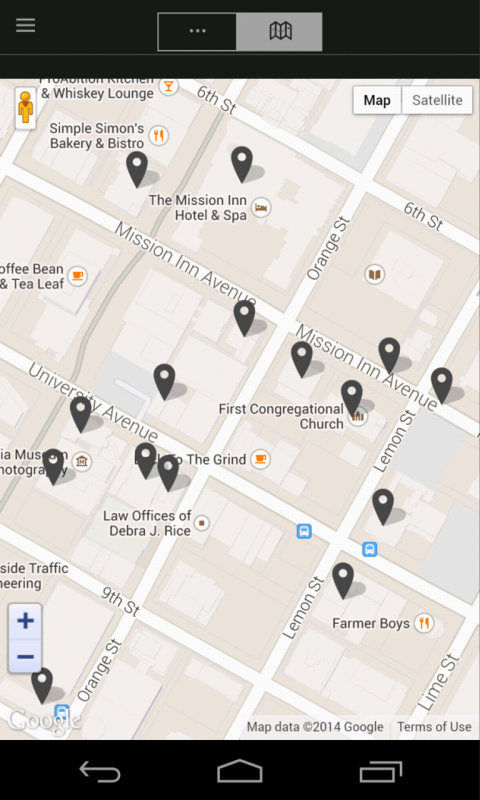 ProAbition Kitchen
& Whiskey Lounge
6th St
Map
Satellite
Simple Simon's
Bakery & Bistro
The Mission Inn
Hotel & Spa
6th St
Orange St
Mission Inn Avenue
offee Bean
& Tea Leaf
Mission Inn Avenue
University Avenue
First Congregational
Church
Lemon St
ia Museum
hotography
To The Grind
Law Offices of
Debra J. Rice
side Traffic
neering
9th St
Lemon St
Farmer Boys
+
−
Orange St
Lime St
Google
Map data ©2014 Google
Terms of Use